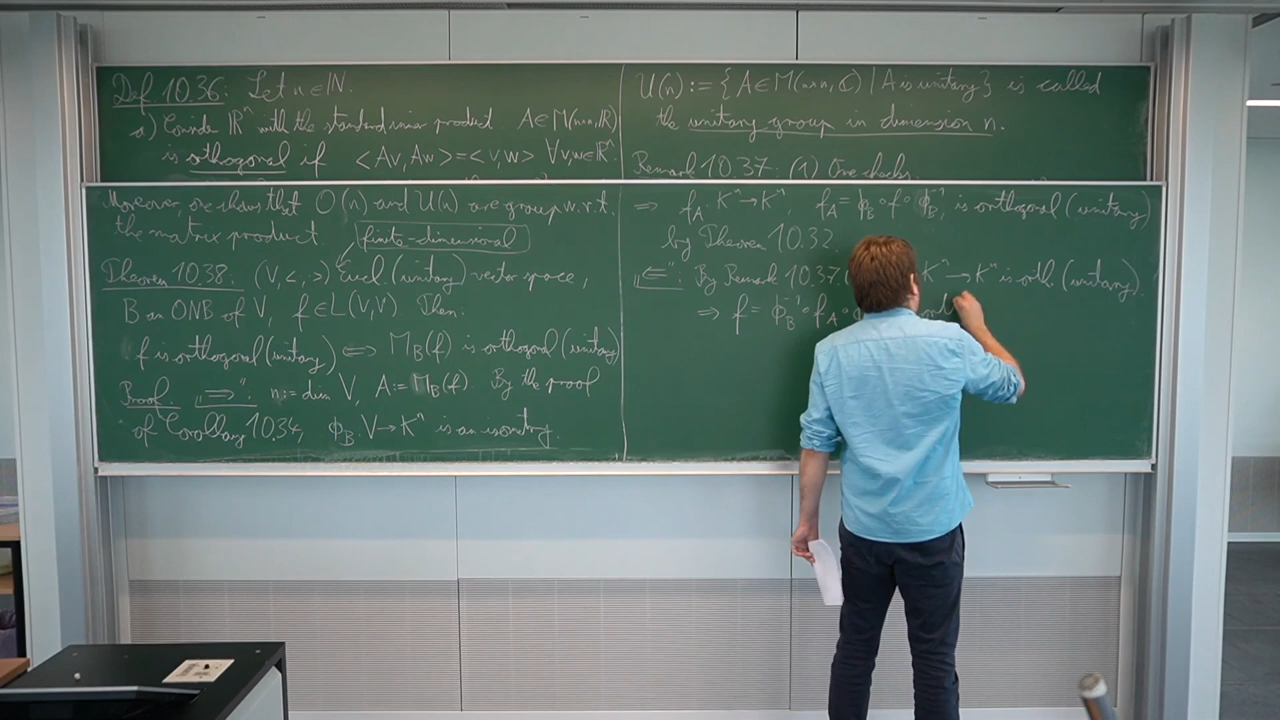 Def 10.36: Let n∈ℕ.
a) Consider ℝⁿ with the standard inner product. A∈M(n×n,ℝ)
is orthogonal if <Av,Aw>=<v,w> ∀v,w∈ℝⁿ.
U(n) := {A∈M(n×n,ℂ) | A is unitary} is called
the unitary group in dimension n.
Remark 10.37: (1) One checks
Moreover, one shows that O(n) and U(n) are group w.r.t.
the matrix product
finite-dimensional
Theorem 10.38: (V,<.,.>) Eucl. (unitary) vector space,
B an ONB of V, f∈L(V,V) Then:
f is orthogonal (unitary) ⟺ M_B(f) is orthogonal (unitary)
Proof. "⟹": n:=dim V, A:=M_B(f) By the proof
of Corollary 10.34, ϕ_B: V→Kⁿ is an isometry.
⟹ f_A: Kⁿ→Kⁿ, f_A = ϕ_B∘f∘ϕ_B⁻¹, is orthogonal (unitary)
by Theorem 10.32
"⟸": By Remark 10.37 Kⁿ→Kⁿ is orth. (unitary).
⟹ f = ϕ_B⁻¹∘f_A∘